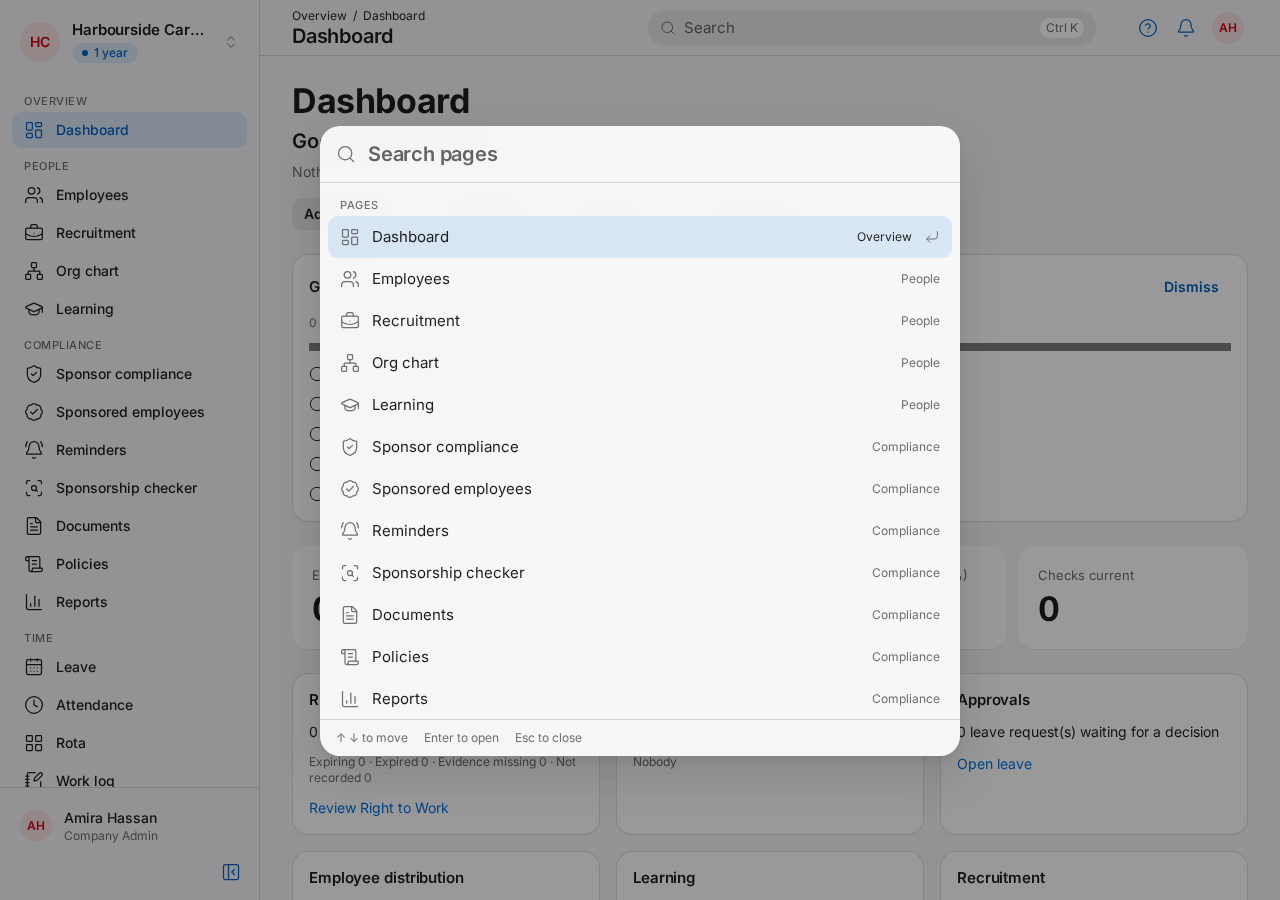 HC
Harbourside Car...
1 year
OVERVIEW
Dashboard
PEOPLE
Employees
Recruitment
Org chart
Learning
COMPLIANCE
Sponsor compliance
Sponsored employees
Reminders
Sponsorship checker
Documents
Policies
Reports
TIME
Leave
Attendance
Rota
Work log
AH
Amira Hassan
Company Admin
Overview / Dashboard
Dashboard
Search
Ctrl K
AH
Dashboard
Dismiss
Search pages
PAGES
Dashboard Overview
Employees People
Recruitment People
Org chart People
Learning People
Sponsor compliance Compliance
Sponsored employees Compliance
Reminders Compliance
Sponsorship checker Compliance
Documents Compliance
Policies Compliance
Reports Compliance
↑ ↓ to move Enter to open Esc to close
Checks current
0
Expiring 0 · Expired 0 · Evidence missing 0 · Not
recorded 0
Review Right to Work
Nobody
Approvals
0 leave request(s) waiting for a decision
Open leave
Employee distribution
Learning
Recruitment